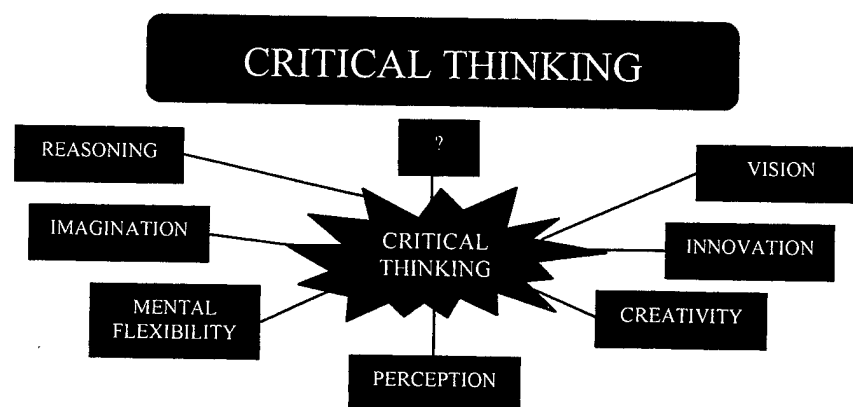 CRITICAL THINKING
?
REASONING
VISION
IMAGINATION
CRITICAL
THINKING
INNOVATION
MENTAL
FLEXIBILITY
CREATIVITY
PERCEPTION